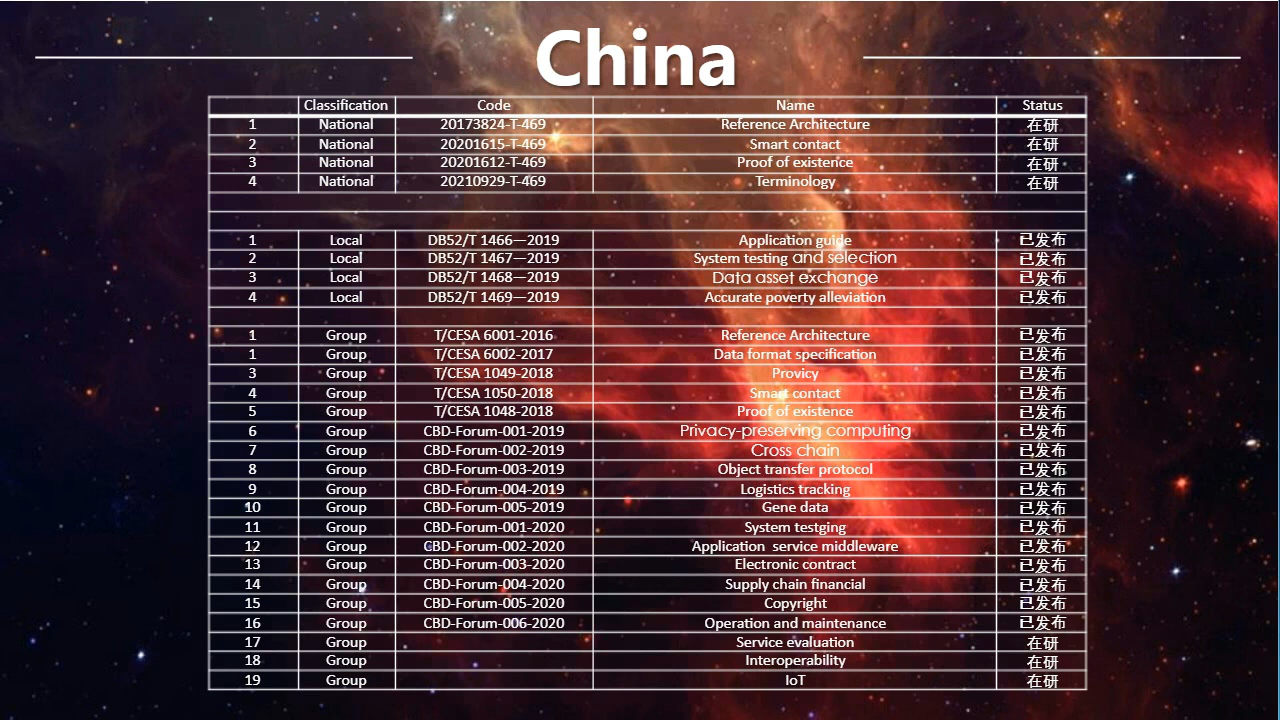 China
Classification Code Name Status
1 National 20173824-T-469 Reference Architecture 在研
2 National 20201615-T-469 Smart contact 在研
3 National 20201612-T-469 Proof of existence 在研
4 National 20210929-T-469 Terminology 在研
1 Local DB52/T 1466—2019 Application guide 已发布
2 Local DB52/T 1467—2019 System testing and selection 已发布
3 Local DB52/T 1468—2019 Data asset exchange 已发布
4 Local DB52/T 1469—2019 Accurate poverty alleviation 已发布
1 Group T/CESA 6001-2016 Reference Architecture 已发布
1 Group T/CESA 6002-2017 Data format specification 已发布
3 Group T/CESA 1049-2018 Provicy 已发布
4 Group T/CESA 1050-2018 Smart contact 已发布
5 Group T/CESA 1048-2018 Proof of existence 已发布
6 Group CBD-Forum-001-2019 Privacy-preserving computing 已发布
7 Group CBD-Forum-002-2019 Cross chain 已发布
8 Group CBD-Forum-003-2019 Object transfer protocol 已发布
9 Group CBD-Forum-004-2019 Logistics tracking 已发布
10 Group CBD-Forum-005-2019 Gene data 已发布
11 Group CBD-Forum-001-2020 System testging 已发布
12 Group CBD-Forum-002-2020 Application service middleware 已发布
13 Group CBD-Forum-003-2020 Electronic contract 已发布
14 Group CBD-Forum-004-2020 Supply chain financial 已发布
15 Group CBD-Forum-005-2020 Copyright 已发布
16 Group CBD-Forum-006-2020 Operation and maintenance 已发布
17 Group Service evaluation 在研
18 Group Interoperability 在研
19 Group IoT 在研